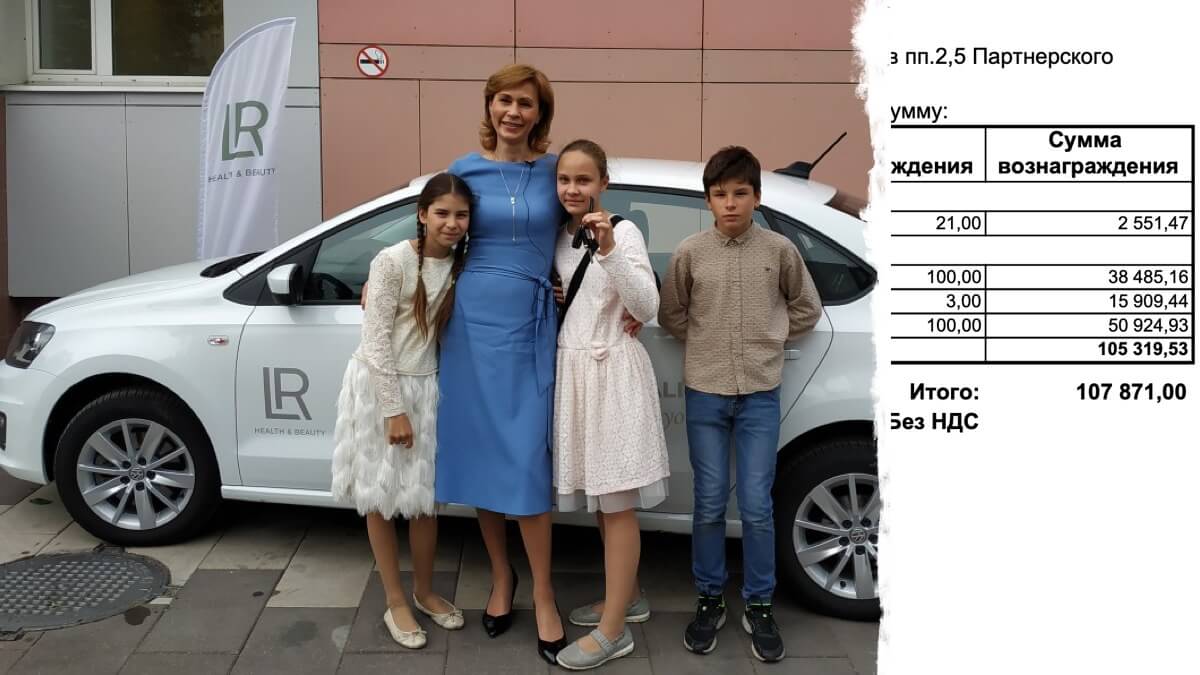 LR
HEALT & BEAUTY
LR
HEALTH & BEAUTY
в пп.2,5 Партнерского
умму:
ждения Сумма вознаграждения
21,00 2 551,47
100,00 38 485,16
3,00 15 909,44
100,00 50 924,93
105 319,53
Итого: 107 871,00
Без НДС